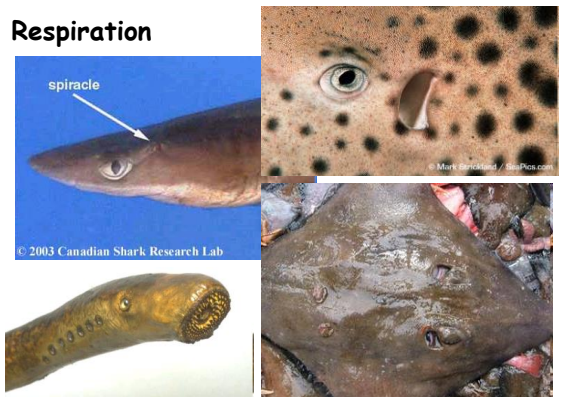 Respiration
spiracle
© 2003 Canadian Shark Research Lab
© Mark Strickland / SeaPics.com